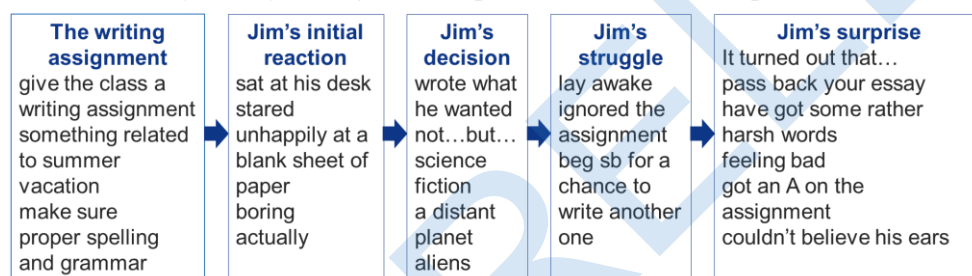 The writing
assignment
give the class a
writing assignment
something related
to summer
vacation
make sure
proper spelling
and grammar
Jim's initial
reaction
sat at his desk
stared
unhappily at a
blank sheet of
paper
boring
actually
Jim's
decision
wrote what
he wanted
not…but…
science
fiction
a distant
planet
aliens
Jim's
struggle
lay awake
ignored the
assignment
beg sb for a
chance to
write another
one
Jim's surprise
It turned out that…
pass back your essay
have got some rather
harsh words
feeling bad
got an A on the
assignment
couldn't believe his ears